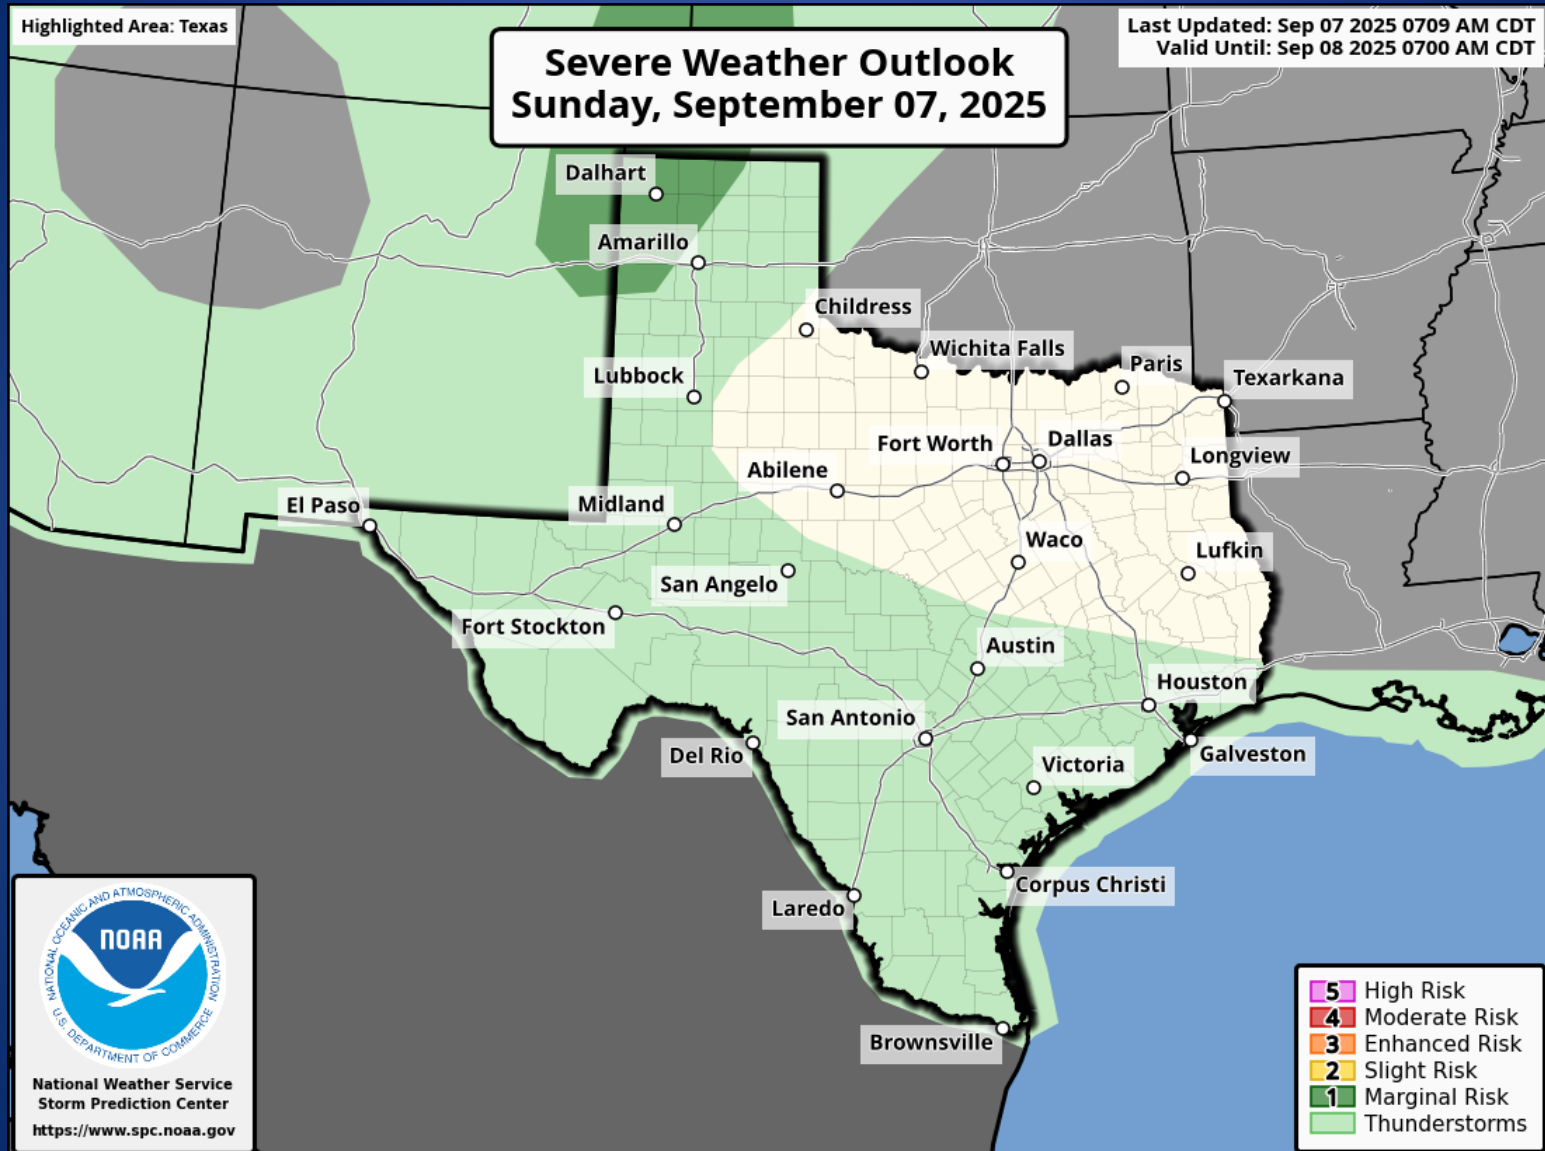 Highlighted Area: Texas
Last Updated: Sep 07 2025 0709 AM CDT
Valid Until: Sep 08 2025 0700 AM CDT
Severe Weather Outlook
Sunday, September 07, 2025
Dalhart
Amarillo
Childress
Wichita Falls
Paris
Texarkana
Lubbock
Fort Worth
Dallas
Longview
Abilene
El Paso
Midland
Waco
Lufkin
San Angelo
Fort Stockton
Austin
Houston
San Antonio
Del Rio
Galveston
Victoria
Corpus Christi
Laredo
Brownsville
NATIONAL OCEANIC AND ATMOSPHERIC ADMINISTRATION
NOAA
U.S. DEPARTMENT OF COMMERCE
National Weather Service
Storm Prediction Center
https://www.spc.noaa.gov
5 High Risk
4 Moderate Risk
3 Enhanced Risk
2 Slight Risk
1 Marginal Risk
Thunderstorms